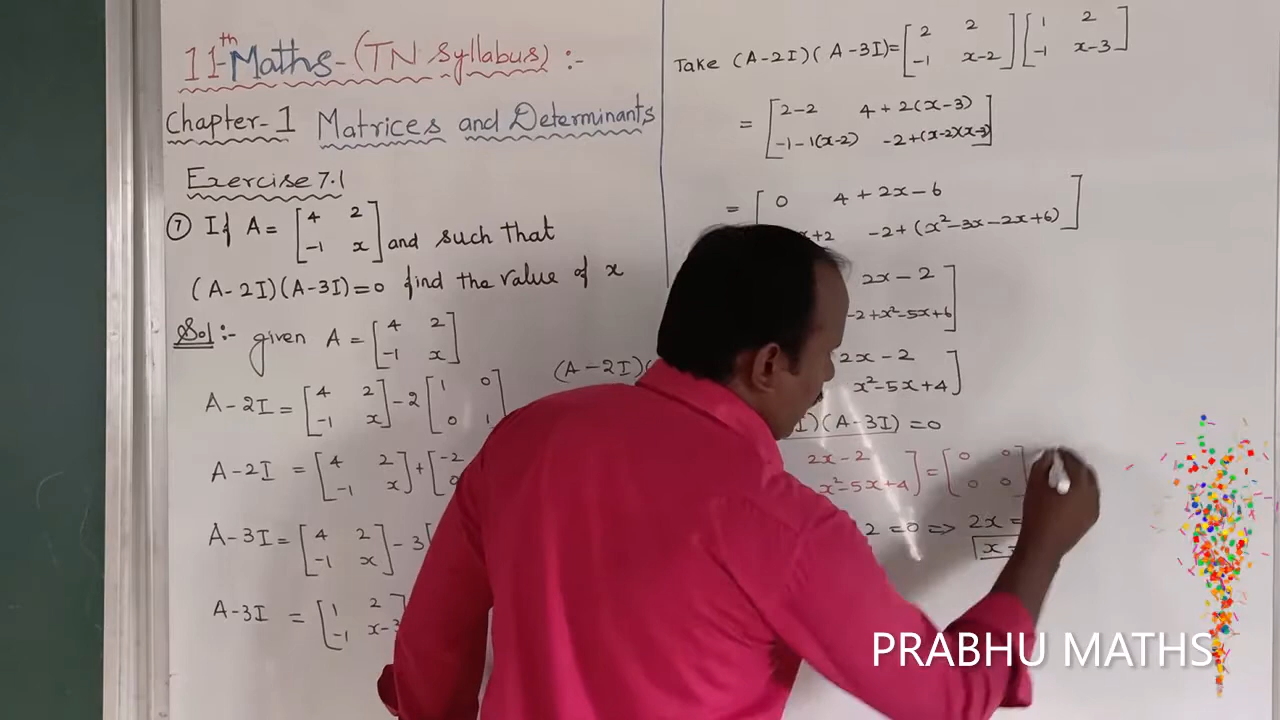 11th Maths - (TN Syllabus) :-
Chapter-1 Matrices and Determinants
Exercise 7.1
⑦ If A = [4 2
-1 x] and such that
(A-2I)(A-3I)=0 find the value of x
Sol :- given A = [4 2
-1 x]
A-2I = [4 2
-1 x] -2 [1 0
0 1
A-2I = [4 2
-1 x] + [-2
0
A-3I = [4 2
-1 x] - 3[
A-3I = [1 2
-1 x-3
(A-2I)(
Take (A-2I)(A-3I) = [2 2
-1 x-2] [1 2
-1 x-3]
= [2-2 4+2(x-3)
-1-1(x-2) -2+(x-2)(x-3)]
= [0 4+2x-6
x+2 -2+(x²-3x-2x+6)]
2x-2
-2+x²-5x+6]
2x-2
x²-5x+4]
I)(A-3I) = 0
2x-2
x²-5x+4] = [0 0
0 0]
2 = 0 => 2x =
x =
PRABHU MATHS